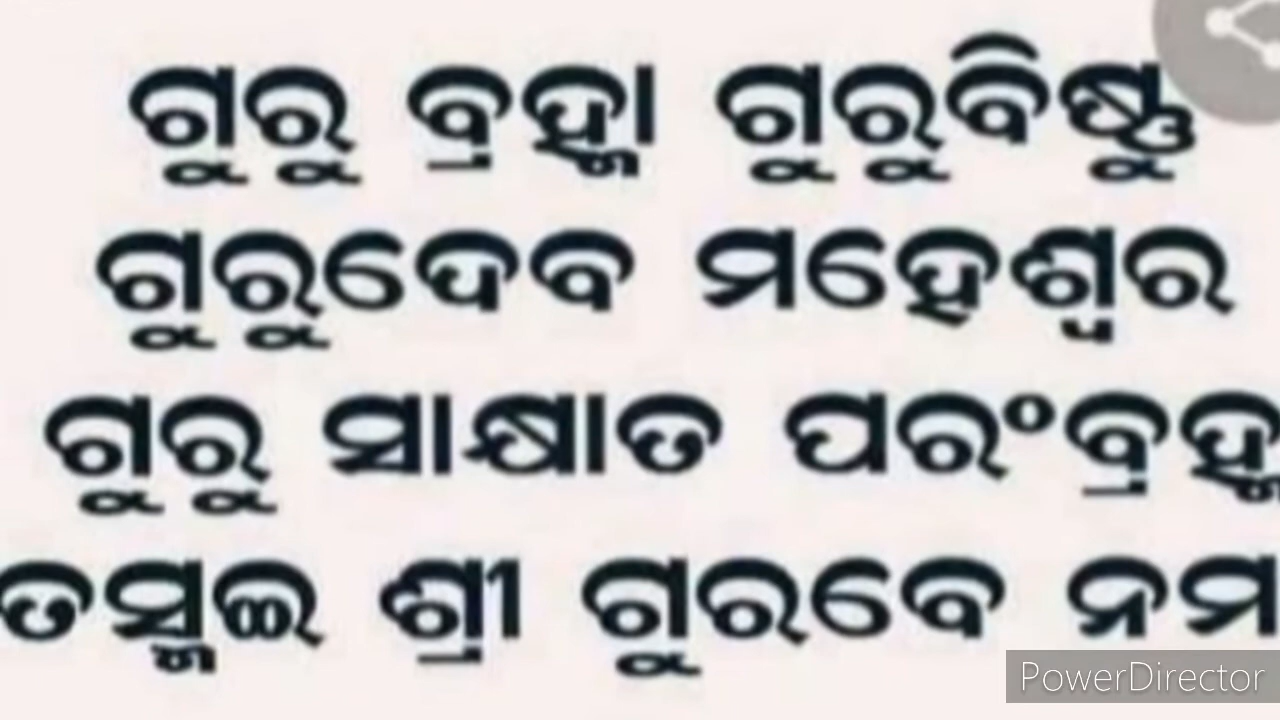 ଗୁରୁ ବ୍ରହ୍ମା ଗୁରୁବିଷ୍ଣୁ
ଗୁରୁଦେବ ମହେଶ୍ୱର
ଗୁରୁ ସାକ୍ଷାତ ପରଂବ୍ରହ୍ମ
ତସ୍ମଇ ଶ୍ରୀ ଗୁରବେ ନମ
PowerDirector